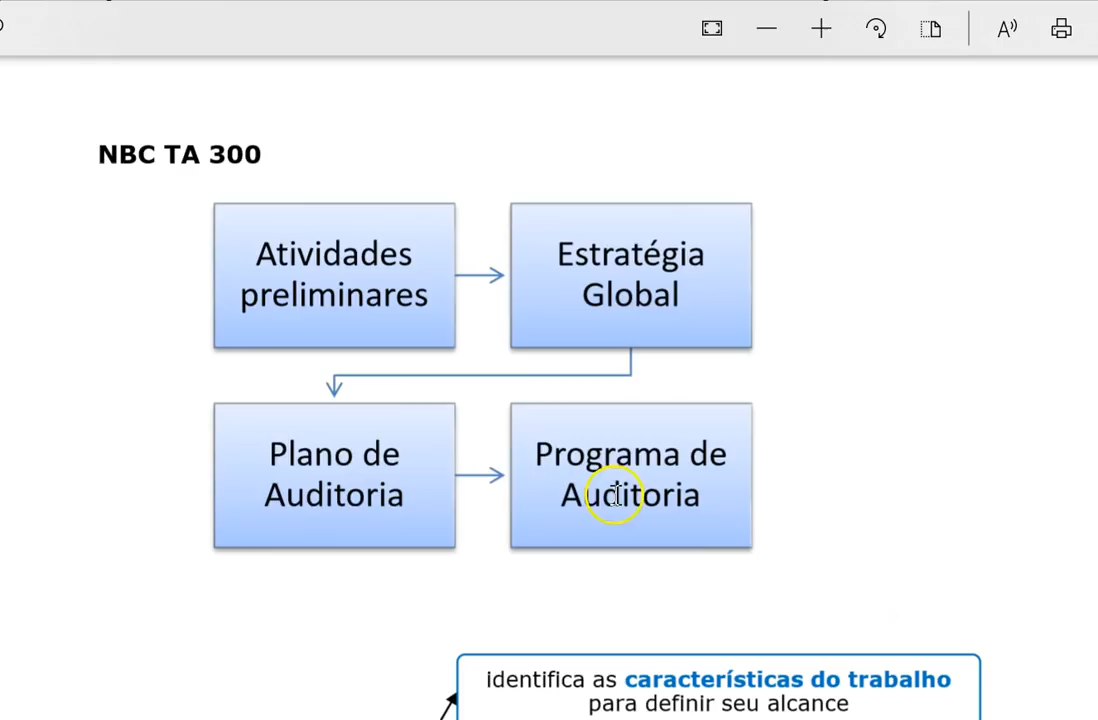 NBC TA 300
Atividades
preliminares
Estratégia
Global
Plano de
Auditoria
Programa de
Auditoria
identifica as características do trabalho
para definir seu alcance